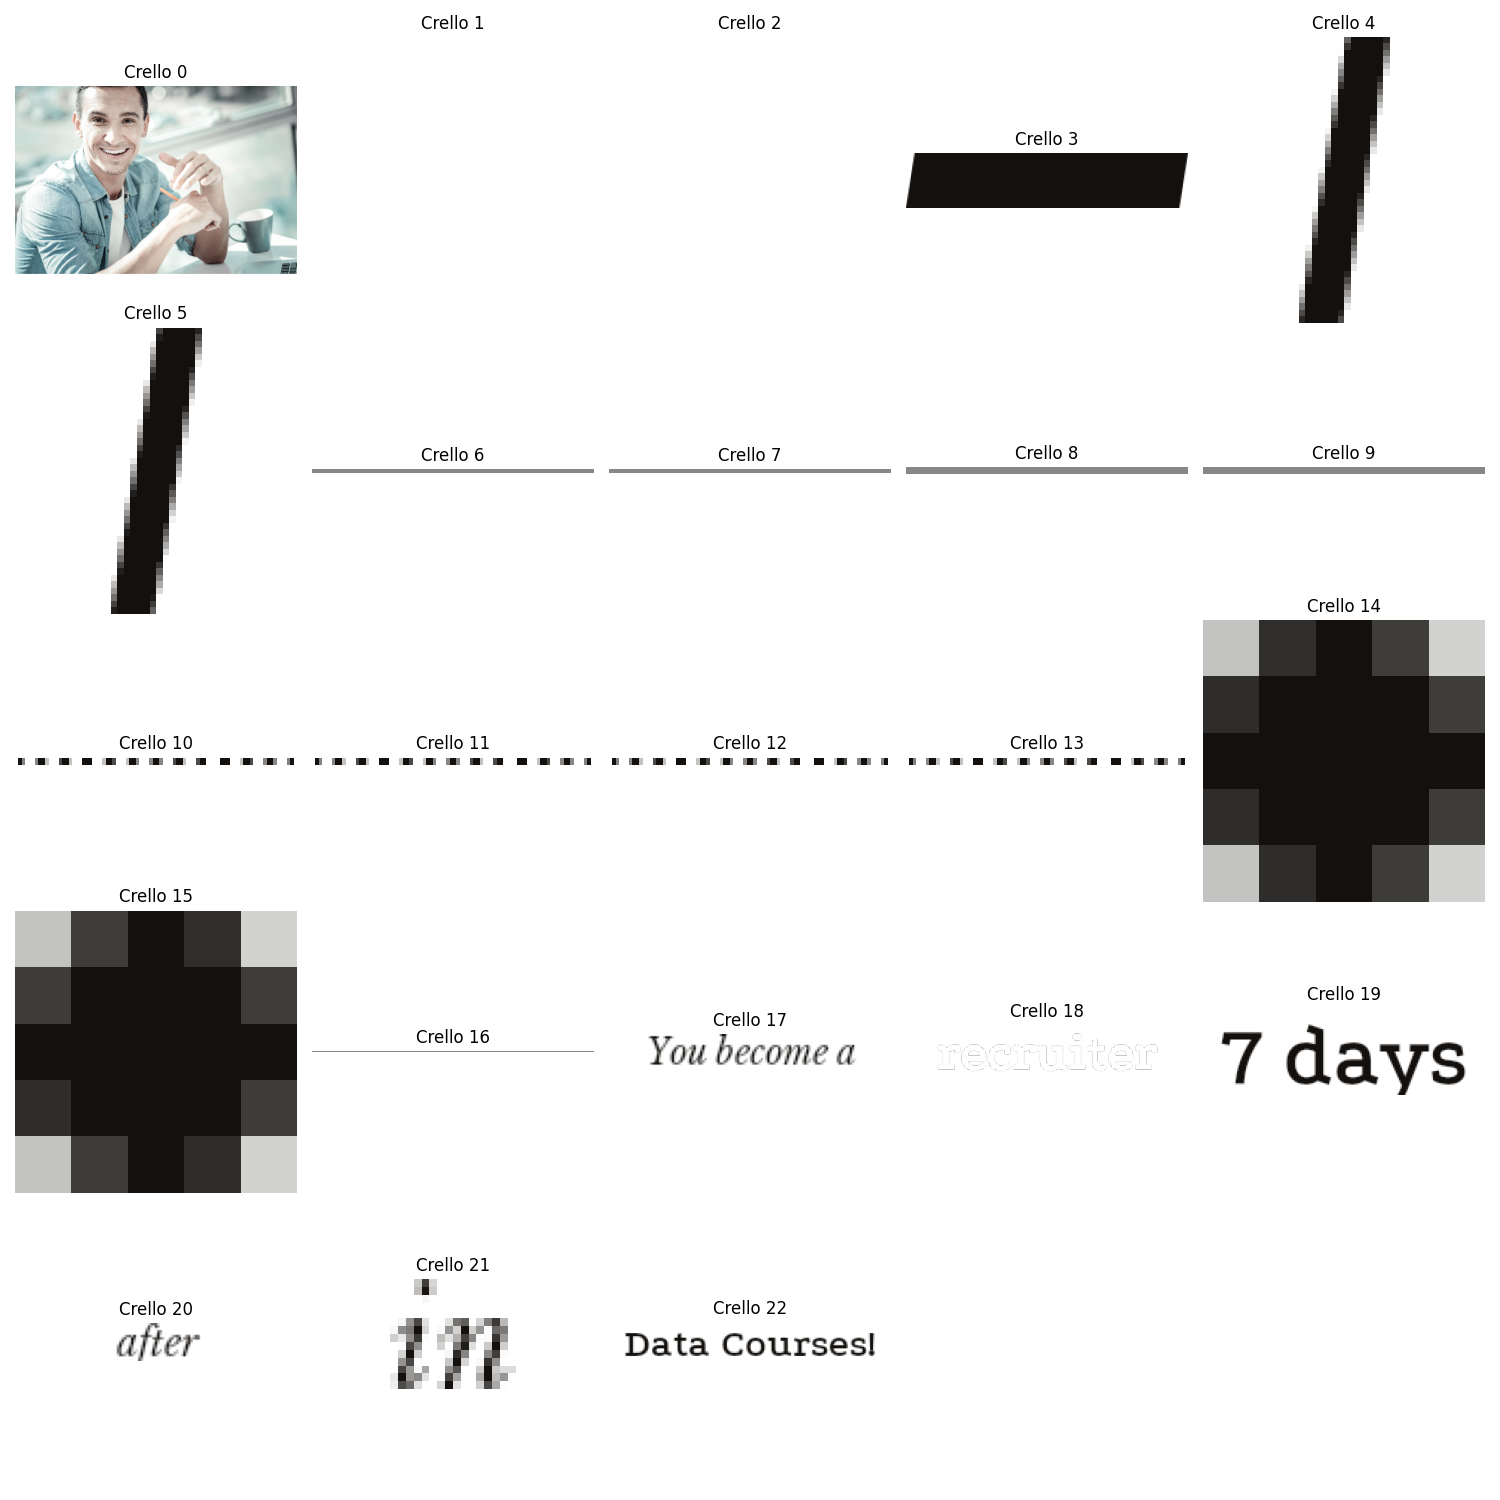 Crello 1
Crello 2
Crello 4
Crello 0
Crello 3
Crello 5
Crello 6
Crello 7
Crello 8
Crello 9
Crello 14
Crello 10
Crello 11
Crello 12
Crello 13
Crello 15
Crello 16
Crello 17
You become a
Crello 18
recruiter
Crello 19
7 days
Crello 20
after
Crello 21
in
Crello 22
Data Courses!